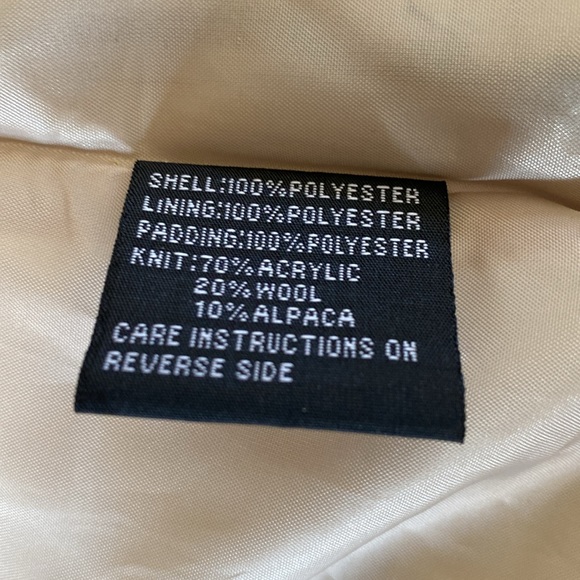 SHELL:100%POLYESTER
LINING:100%POLYESTER
PADDING:100%POLYESTER
KNIT:70%ACRYLIC
20%WOOL
10%ALPACA
CARE INSTRUCTIONS ON
REVERSE SIDE